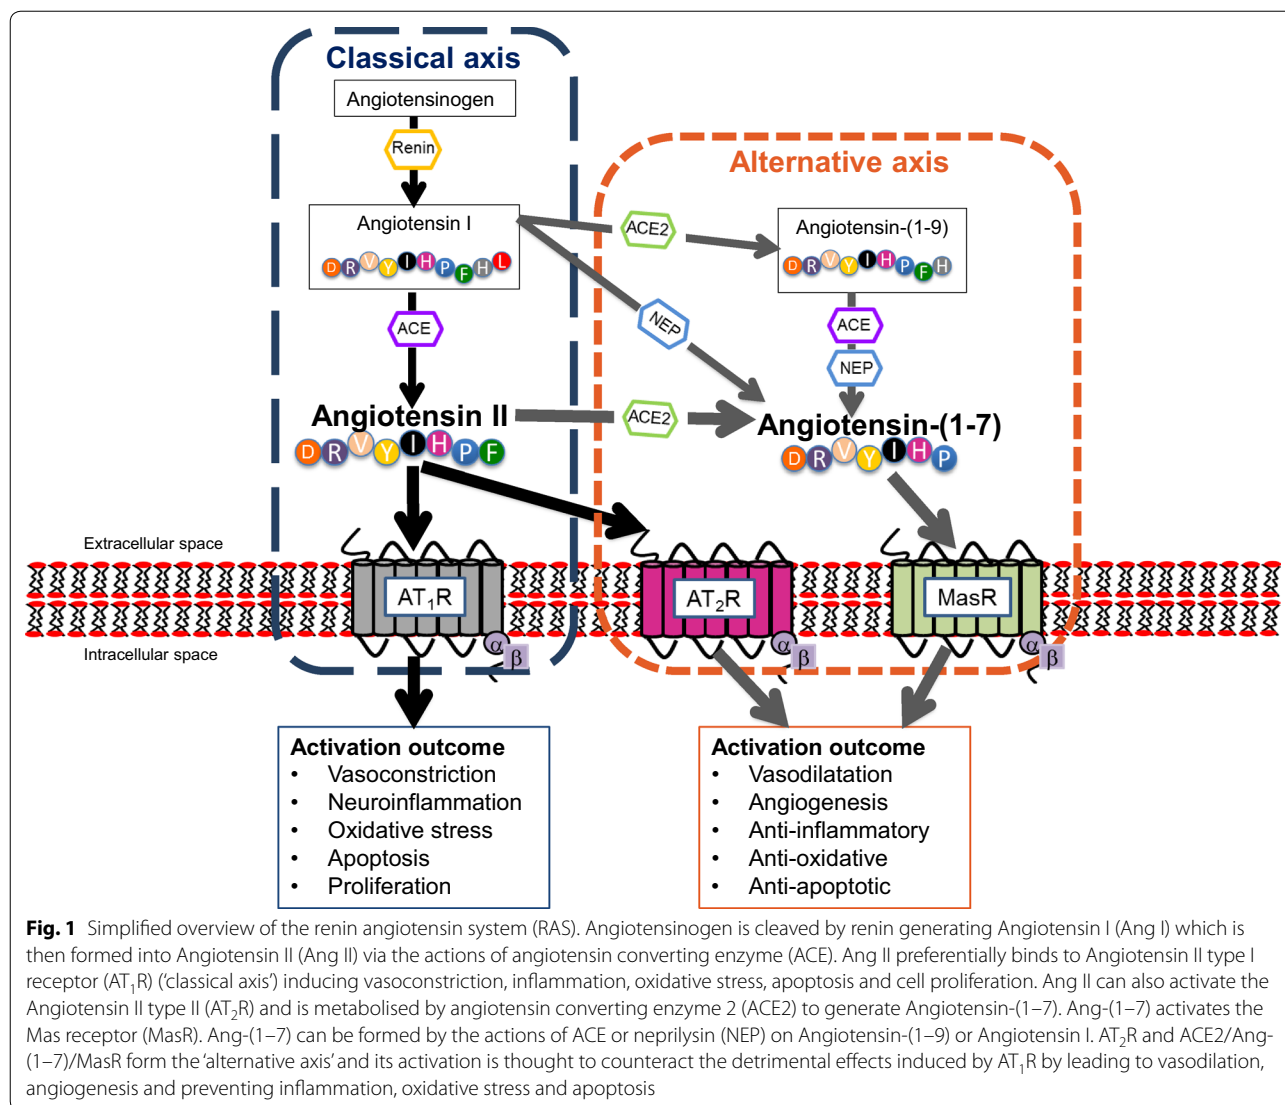 Classical axis
Angiotensinogen
Renin
Angiotensin I
D R V Y I H P F H L
ACE
Angiotensin II
D R V Y I H P F
Alternative axis
ACE2
Angiotensin-(1-9)
D R V Y I H P F H
NEP
ACE
NEP
ACE2
Angiotensin-(1-7)
D R V Y I H P
Extracellular space
AT1R
AT2R
MasR
Intracellular space
α
β
α
β
α
β
Activation outcome
• Vasoconstriction
• Neuroinflammation
• Oxidative stress
• Apoptosis
• Proliferation
Activation outcome
• Vasodilatation
• Angiogenesis
• Anti-inflammatory
• Anti-oxidative
• Anti-apoptotic
Fig. 1 Simplified overview of the renin angiotensin system (RAS). Angiotensinogen is cleaved by renin generating Angiotensin I (Ang I) which is
then formed into Angiotensin II (Ang II) via the actions of angiotensin converting enzyme (ACE). Ang II preferentially binds to Angiotensin II type I
receptor (AT1R) (‘classical axis’) inducing vasoconstriction, inflammation, oxidative stress, apoptosis and cell proliferation. Ang II can also activate the
Angiotensin II type II (AT2R) and is metabolised by angiotensin converting enzyme 2 (ACE2) to generate Angiotensin-(1–7). Ang-(1–7) activates the
Mas receptor (MasR). Ang-(1–7) can be formed by the actions of ACE or neprilysin (NEP) on Angiotensin-(1–9) or Angiotensin I. AT2R and ACE2/Ang-
(1–7)/MasR form the ‘alternative axis’ and its activation is thought to counteract the detrimental effects induced by AT1R by leading to vasodilation,
angiogenesis and preventing inflammation, oxidative stress and apoptosis